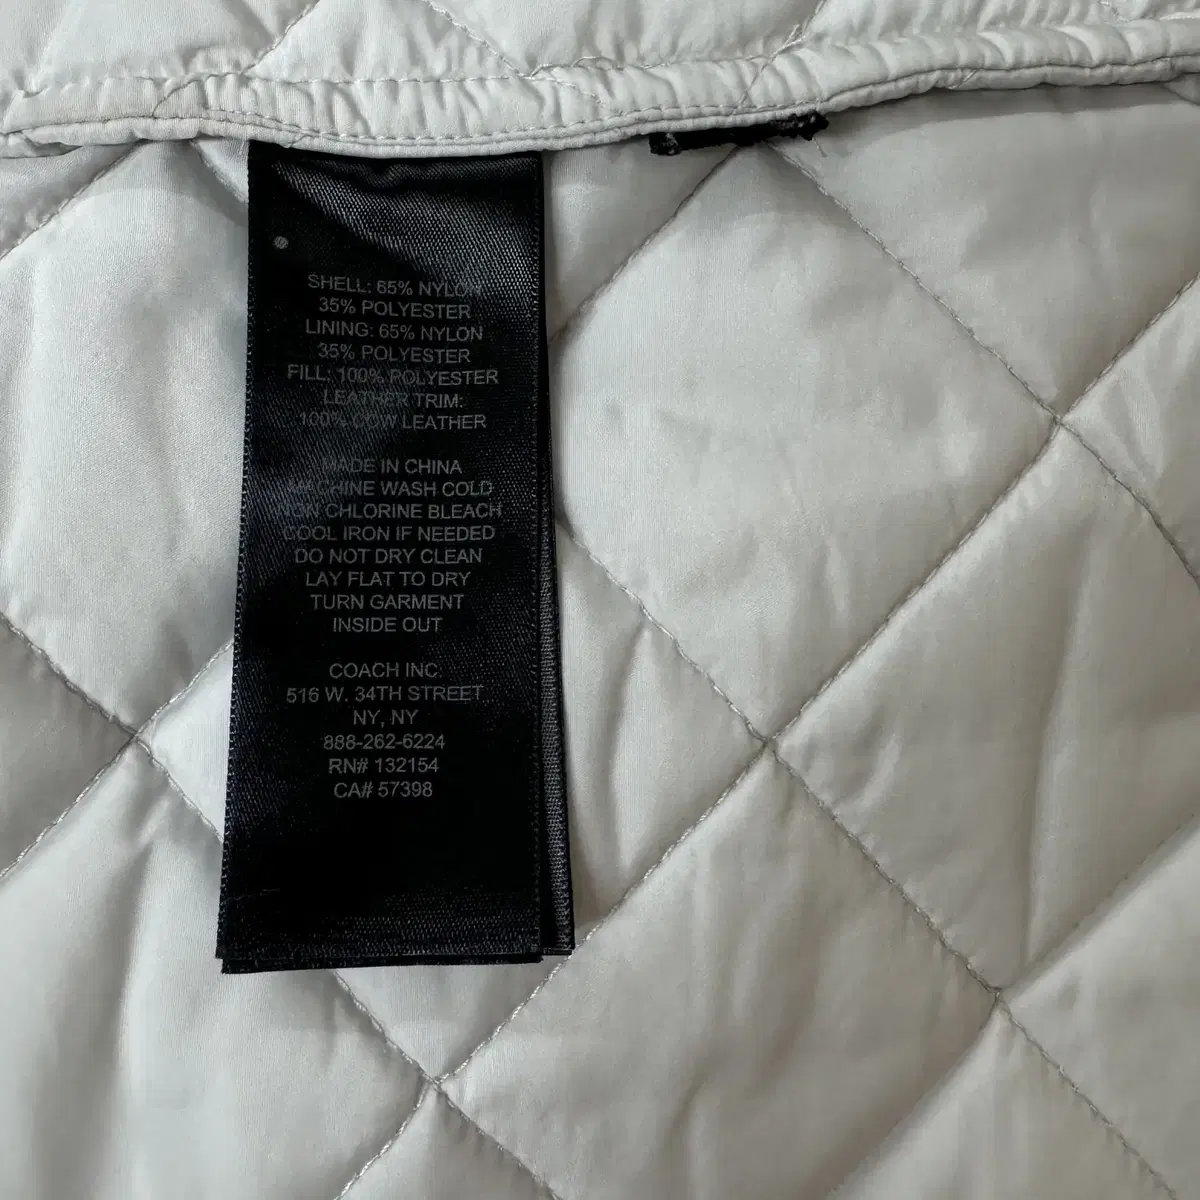 SHELL: 65% NYLON
35% POLYESTER
LINING: 65% NYLON
35% POLYESTER
FILL: 100% POLYESTER
LEATHER TRIM:
100% COW LEATHER
MADE IN CHINA
MACHINE WASH COLD
NON CHLORINE BLEACH
COOL IRON IF NEEDED
DO NOT DRY CLEAN
LAY FLAT TO DRY
TURN GARMENT
INSIDE OUT
COACH INC.
516 W. 34TH STREET
NY, NY
888-262-6224
RN# 132154
CA# 57398